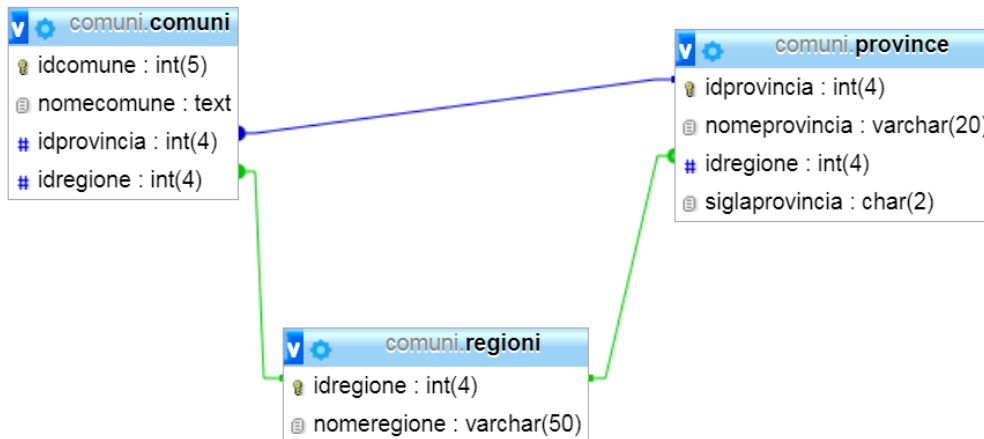 comuni.comuni
idcomune : int(5)
nomecomune : text
idprovincia : int(4)
idregione : int(4)
comuni.province
idprovincia : int(4)
nomeprovincia : varchar(20)
idregione : int(4)
siglaprovincia : char(2)
comuni.regioni
idregione : int(4)
nomeregione : varchar(50)